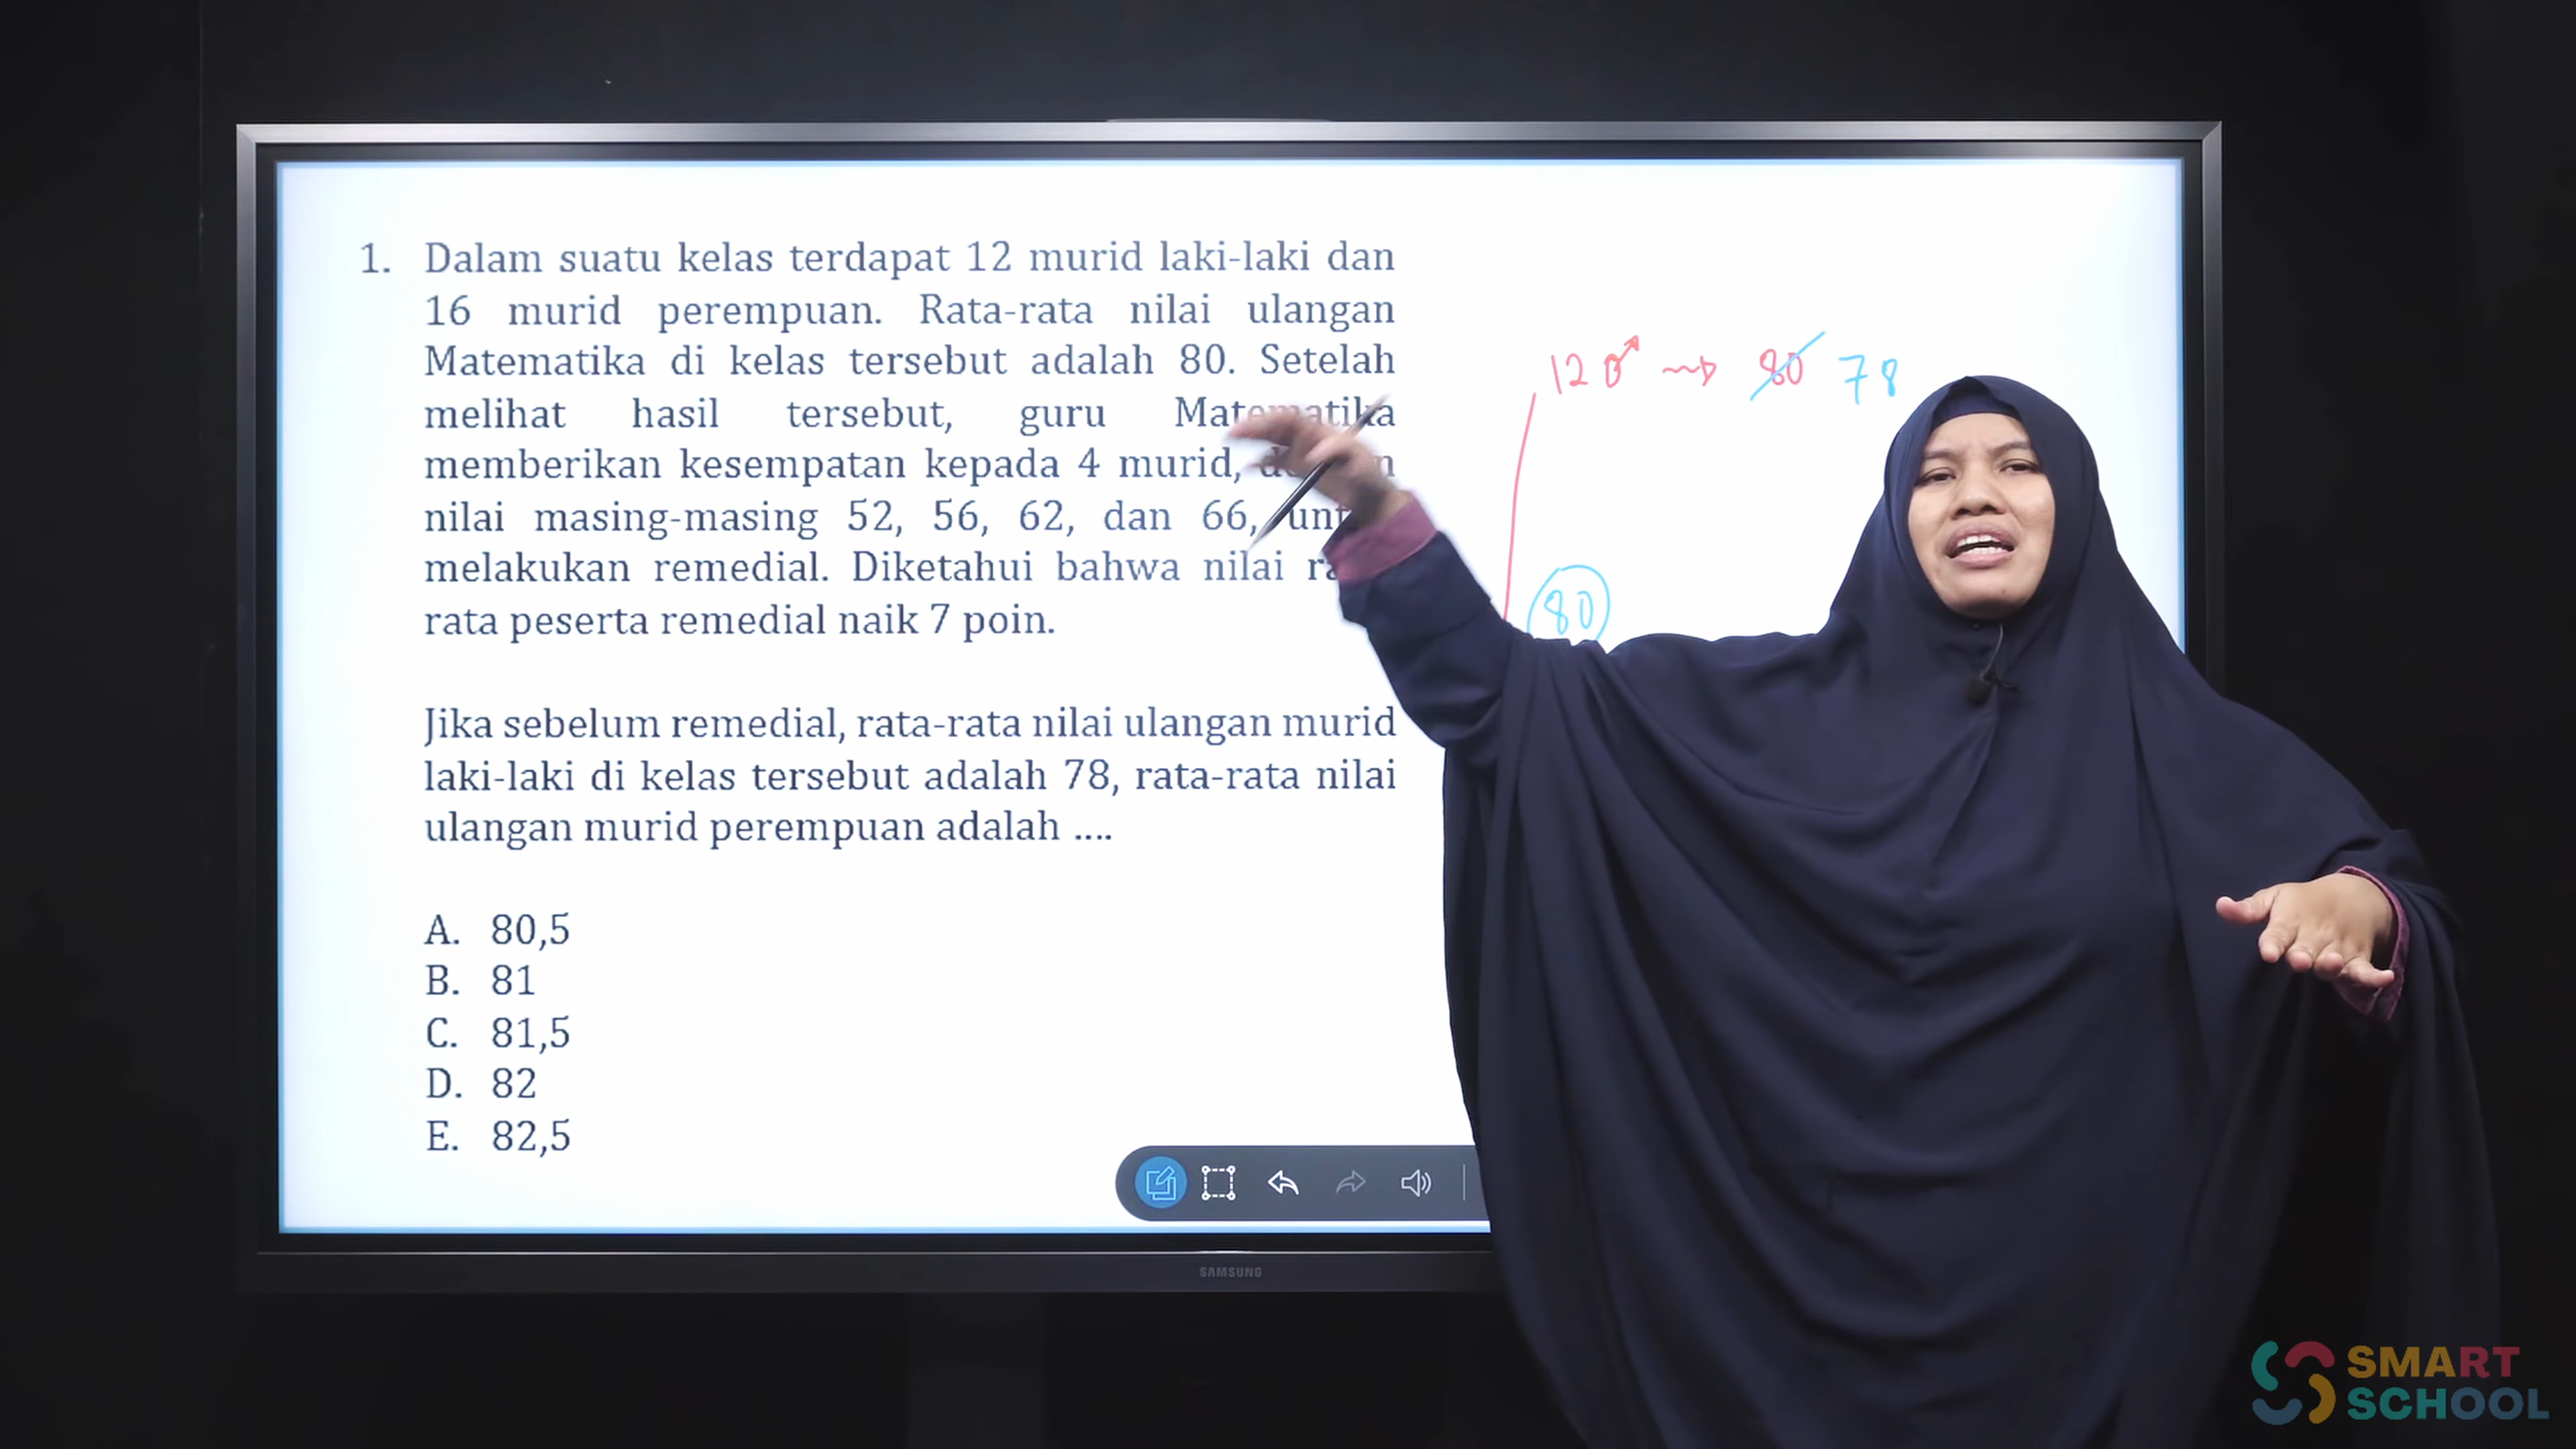 1. Dalam suatu kelas terdapat 12 murid laki-laki dan
16 murid perempuan. Rata-rata nilai ulangan
Matematika di kelas tersebut adalah 80. Setelah
melihat hasil tersebut, guru Matematika
memberikan kesempatan kepada 4 murid,
nilai masing-masing 52, 56, 62, dan 66,
melakukan remedial. Diketahui bahwa nilai
rata peserta remedial naik 7 poin.
Jika sebelum remedial, rata-rata nilai ulangan murid
laki-laki di kelas tersebut adalah 78, rata-rata nilai
ulangan murid perempuan adalah ....
A. 80,5
B. 81
C. 81,5
D. 82
E. 82,5
12 ♂ ⟿ 80 78
80
SAMSUNG
SMART
SCHOOL